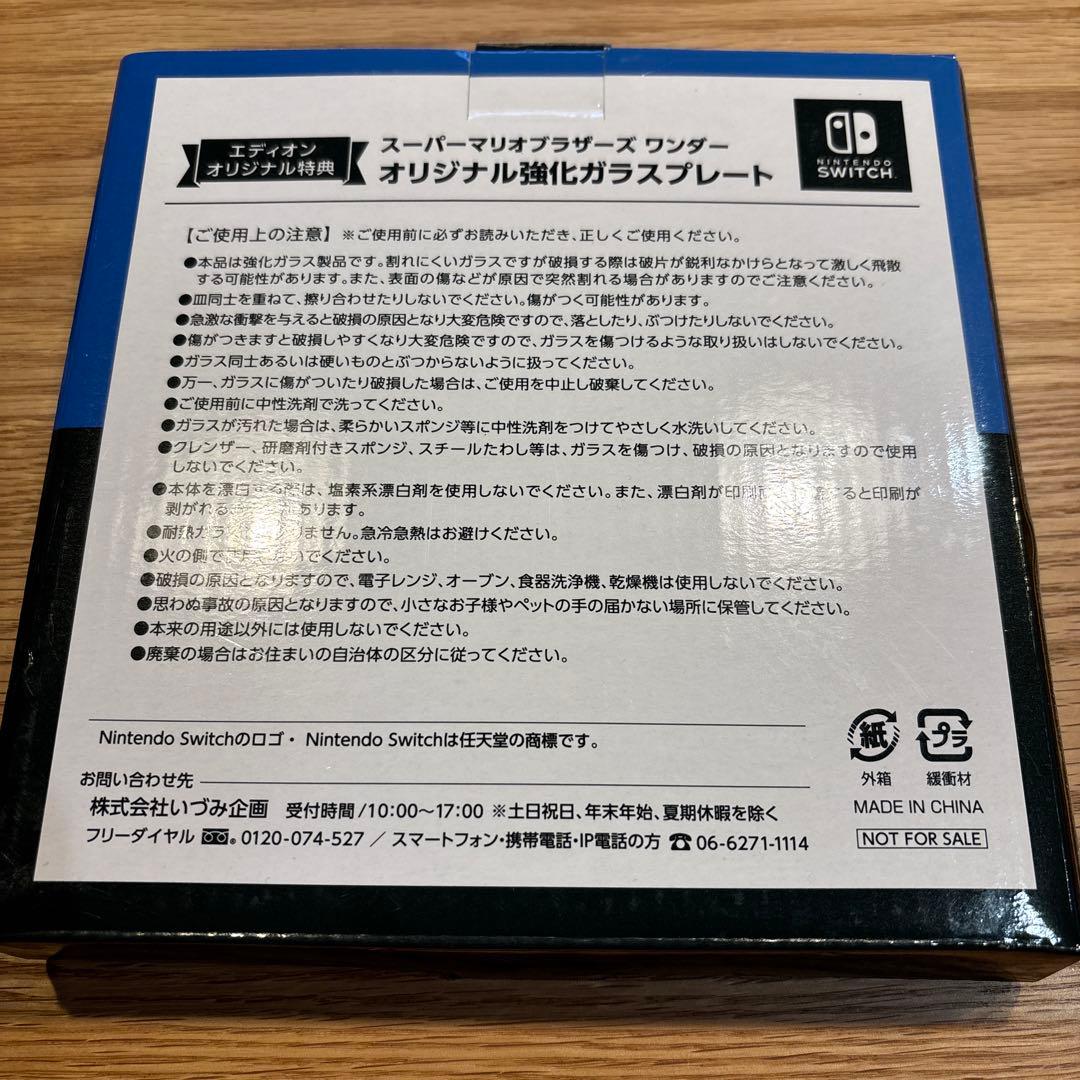 エディオン
オリジナル特典
スーパーマリオブラザーズ ワンダー
オリジナル強化ガラスプレート
NINTENDO
SWITCH
【ご使用上の注意】 ※ご使用前に必ずお読みいただき、正しくご使用ください。
●本品は強化ガラス製品です。割れにくいガラスですが破損する際は破片が鋭利なかけらとなって激しく飛散
する可能性があります。また、表面の傷などが原因で突然割れる場合がありますのでご注意ください。
●皿同士を重ねて、擦り合わせたりしないでください。傷がつく可能性があります。
●急激な衝撃を与えると破損の原因となり大変危険ですので、落としたり、ぶつけたりしないでください。
●傷がつきますと破損しやすくなり大変危険ですので、ガラスを傷つけるような取り扱いはしないでください。
●ガラス同士あるいは硬いものとぶつからないように扱ってください。
●万一、ガラスに傷がついたり破損した場合は、ご使用を中止し破棄してください。
●ご使用前に中性洗剤で洗ってください。
●ガラスが汚れた場合は、柔らかいスポンジ等に中性洗剤をつけてやさしく水洗いしてください。
●クレンザー、研磨剤付きスポンジ、スチールたわし等は、ガラスを傷つけ、破損の原因となりますので使用
しないでください。
●本体を漂白する際は、塩素系漂白剤を使用しないでください。また、漂白剤が印刷 すると印刷が
剥がれる あります。
●耐熱ガラ りません。急冷急熱はお避けください。
●火の側で いでください。
●破損の原因となりますので、電子レンジ、オーブン、食器洗浄機、乾燥機は使用しないでください。
●思わぬ事故の原因となりますので、小さなお子様やペットの手の届かない場所に保管してください。
●本来の用途以外には使用しないでください。
●廃棄の場合はお住まいの自治体の区分に従ってください。
Nintendo Switchのロゴ・ Nintendo Switchは任天堂の商標です。
紙 プラ
外箱 緩衝材
お問い合わせ先
株式会社いづみ企画 受付時間/10:00～17:00 ※土日祝日、年末年始、夏期休暇を除く
フリーダイヤル 0120-074-527 / スマートフォン・携帯電話・IP電話の方 ☎06-6271-1114
MADE IN CHINA
NOT FOR SALE